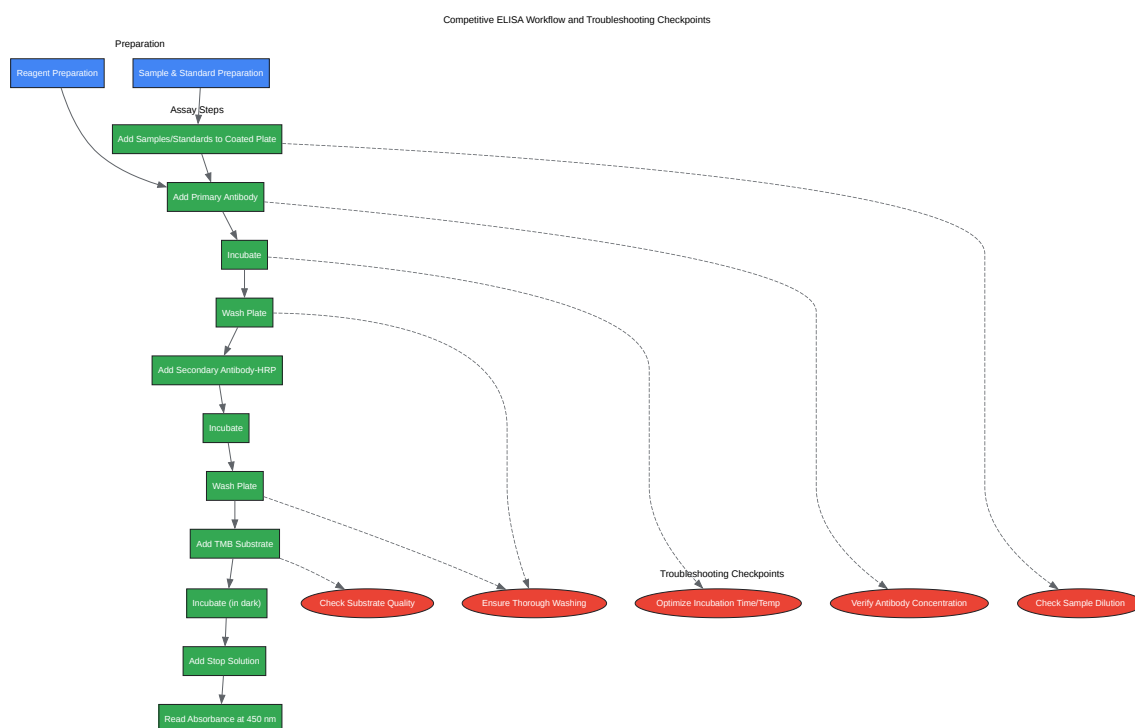 Competitive ELISA Workflow and Troubleshooting Checkpoints
Preparation
Reagent Preparation
Sample & Standard Preparation
Assay Steps
Add Samples/Standards to Coated Plate
Add Primary Antibody
Incubate
Wash Plate
Add Secondary Antibody-HRP
Incubate
Wash Plate
Add TMB Substrate
Troubleshooting Checkpoints
Incubate (in dark)
Check Substrate Quality
Ensure Thorough Washing
Optimize Incubation Time/Temp
Verify Antibody Concentration
Check Sample Dilution
Add Stop Solution
Read Absorbance at 450 nm